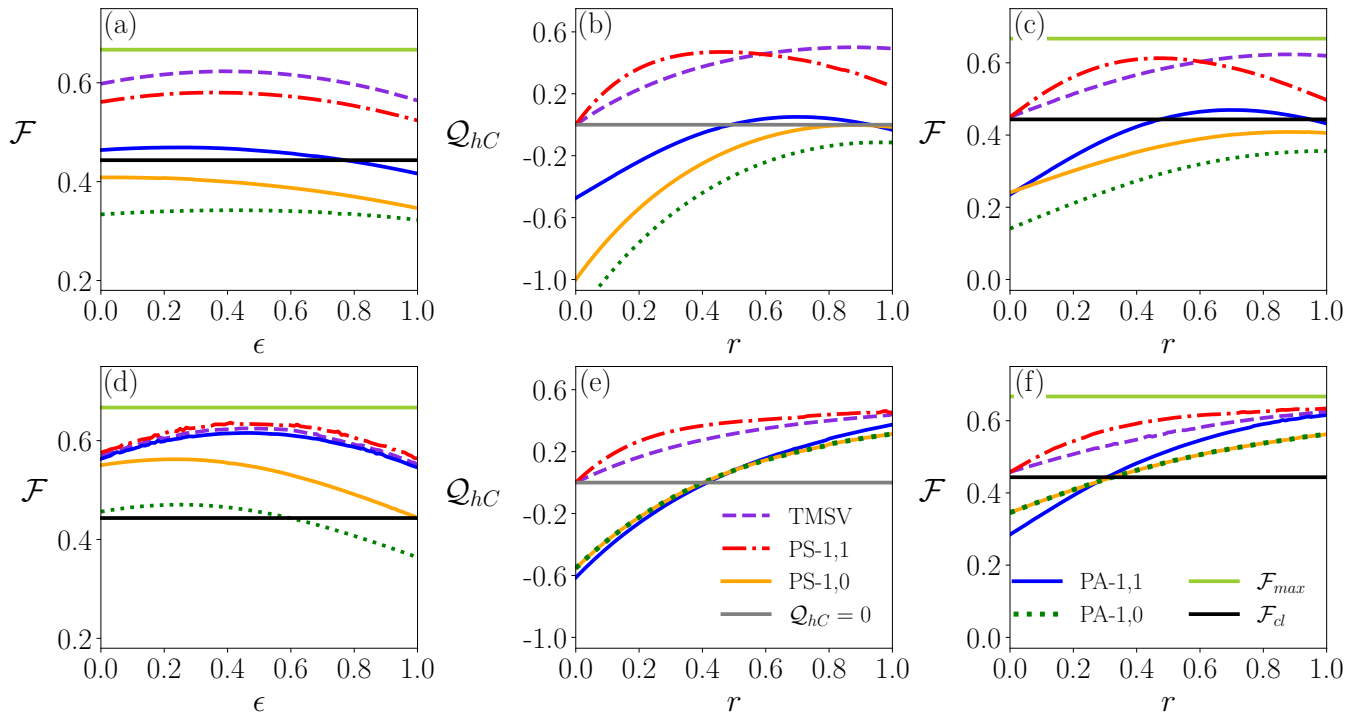 (a)
0.6
0.4
0.2
ℱ
0.0 0.2 0.4 0.6 0.8 1.0
ϵ
(b)
0.6
0.2
-0.2
-0.6
-1.0
𝒬hC
0.0 0.2 0.4 0.6 0.8 1.0
r
(c)
0.6
0.4
0.2
0.0
ℱ
0.0 0.2 0.4 0.6 0.8 1.0
r
(d)
0.6
0.4
0.2
ℱ
0.0 0.2 0.4 0.6 0.8 1.0
ϵ
(e)
0.6
0.2
-0.2
-0.6
-1.0
𝒬hC
TMSV
PS-1,1
PS-1,0
𝒬hC = 0
0.0 0.2 0.4 0.6 0.8 1.0
r
(f)
0.6
0.4
0.2
0.0
ℱ
PA-1,1 ℱmax
PA-1,0 ℱcl
0.0 0.2 0.4 0.6 0.8 1.0
r